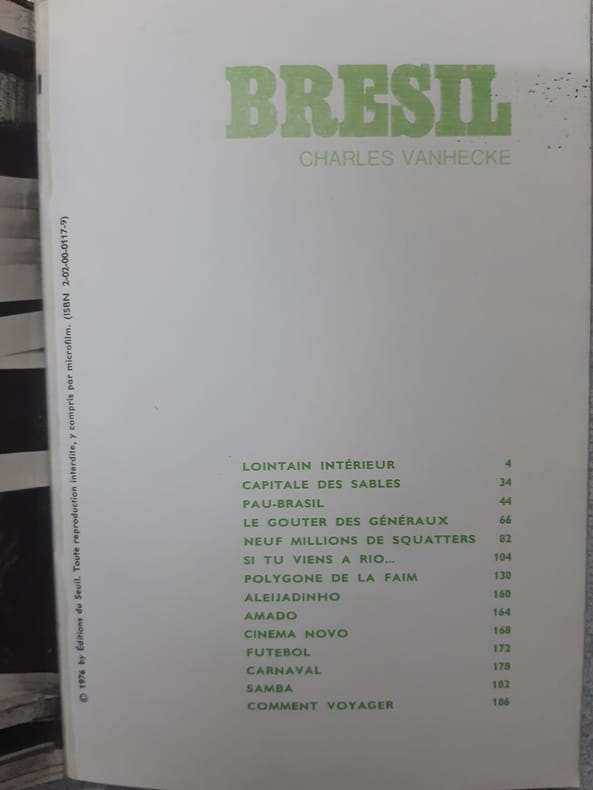 BRESIL
CHARLES VANHECKE
LOINTAIN INTÉRIEUR 4
CAPITALE DES SABLES 34
PAU-BRASIL 44
LE GOUTER DES GÉNÉRAUX 66
NEUF MILLIONS DE SQUATTERS 82
SI TU VIENS A RIO... 104
POLYGONE DE LA FAIM 130
ALEIJADINHO 160
AMADO 164
CINEMA NOVO 168
FUTEBOL 172
CARNAVAL 178
SAMBA 182
COMMENT VOYAGER 186
© 1976 by Éditions du Seuil. Toute reproduction interdite, y compris par microfilm. (ISBN 2-02-00-0117-9)